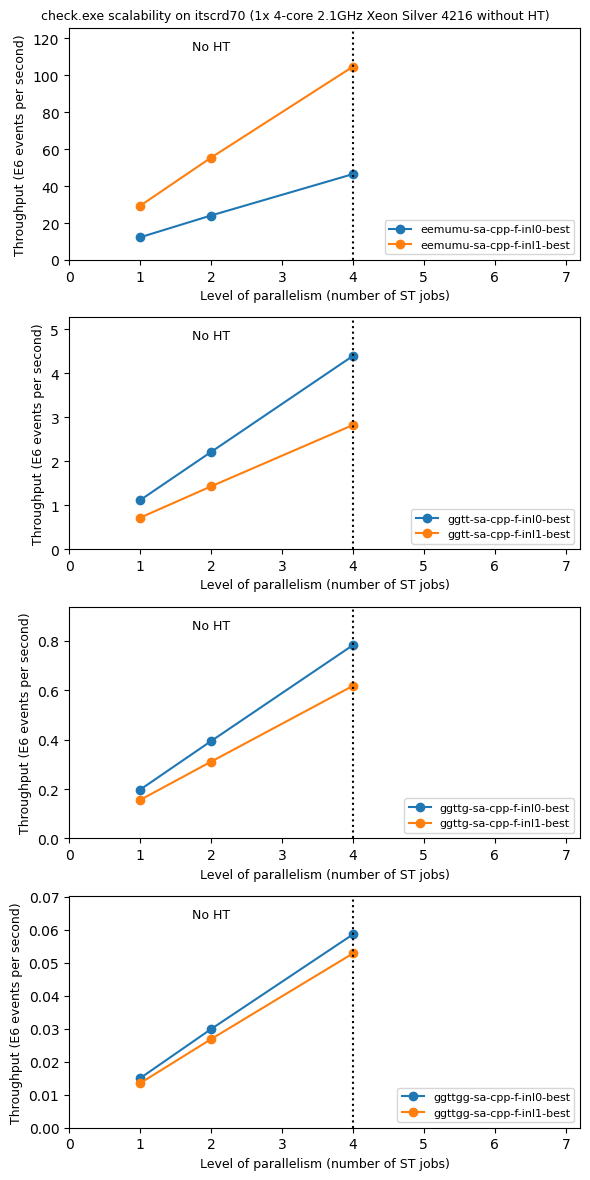 check.exe scalability on itscrd70 (1x 4-core 2.1GHz Xeon Silver 4216 without HT)
Throughput (E6 events per second)
120
100
80
60
40
20
0
No HT
eemumu-sa-cpp-f-inl0-best
eemumu-sa-cpp-f-inl1-best
0 1 2 3 4 5 6 7
Level of parallelism (number of ST jobs)
Throughput (E6 events per second)
5
4
3
2
1
0
No HT
ggtt-sa-cpp-f-inl0-best
ggtt-sa-cpp-f-inl1-best
0 1 2 3 4 5 6 7
Level of parallelism (number of ST jobs)
Throughput (E6 events per second)
0.8
0.6
0.4
0.2
0.0
No HT
ggttg-sa-cpp-f-inl0-best
ggttg-sa-cpp-f-inl1-best
0 1 2 3 4 5 6 7
Level of parallelism (number of ST jobs)
Throughput (E6 events per second)
0.07
0.06
0.05
0.04
0.03
0.02
0.01
0.00
No HT
ggttgg-sa-cpp-f-inl0-best
ggttgg-sa-cpp-f-inl1-best
0 1 2 3 4 5 6 7
Level of parallelism (number of ST jobs)